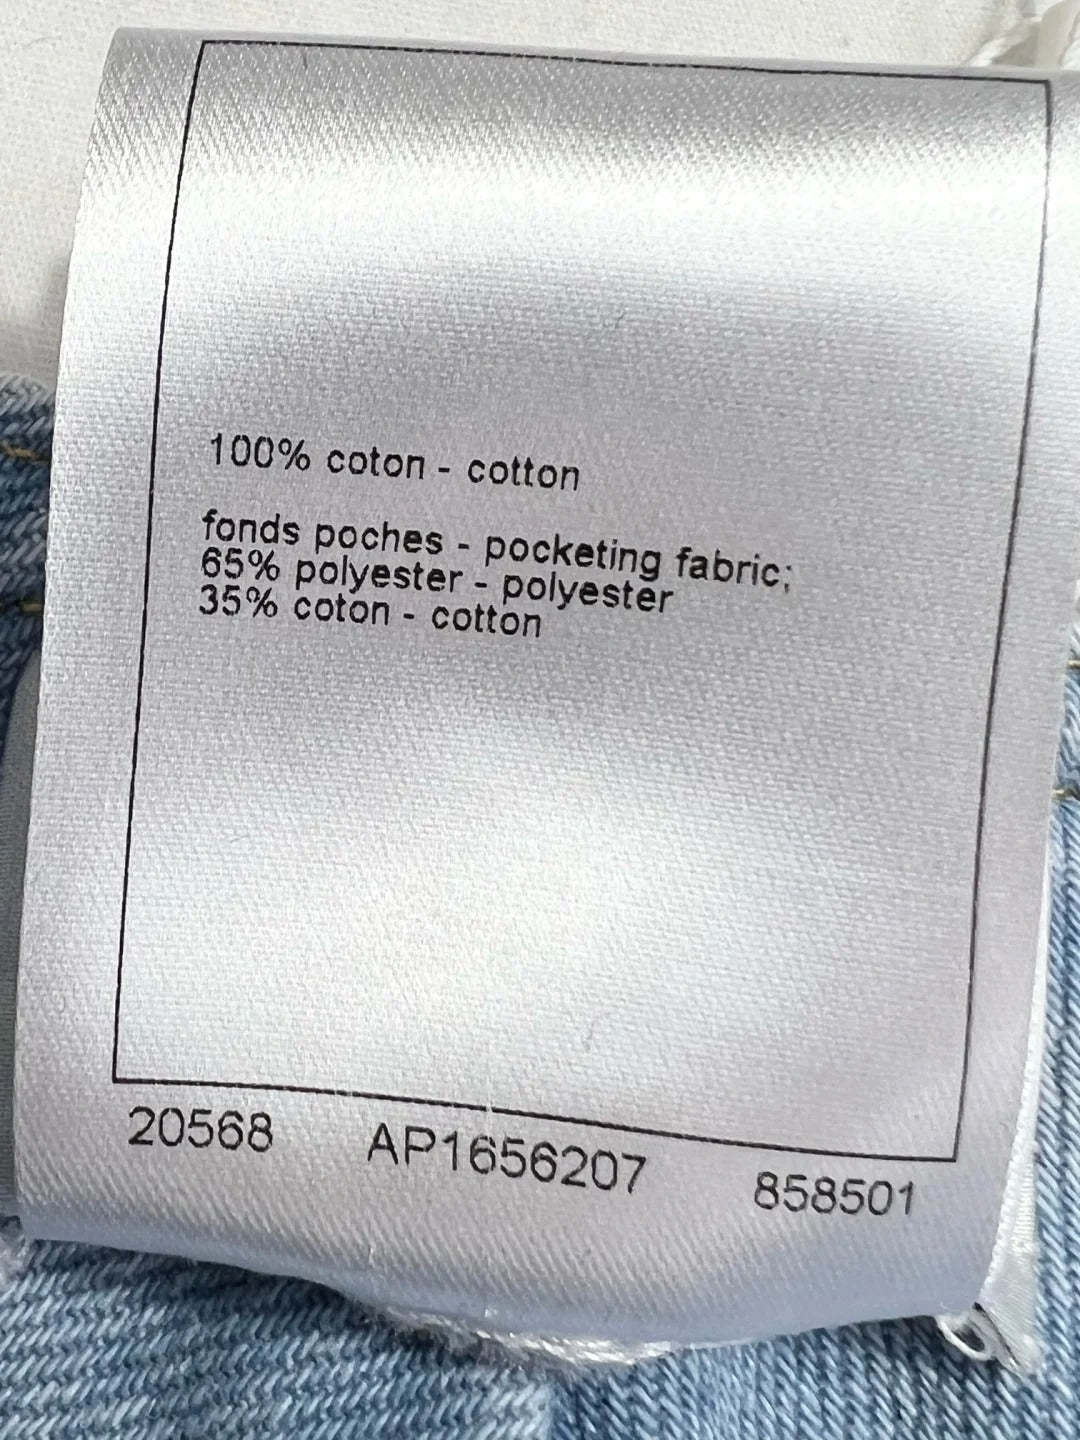 100% coton - cotton
fonds poches - pocketing fabric;
65% polyester - polyester
35% coton - cotton
20568 AP1656207 858501